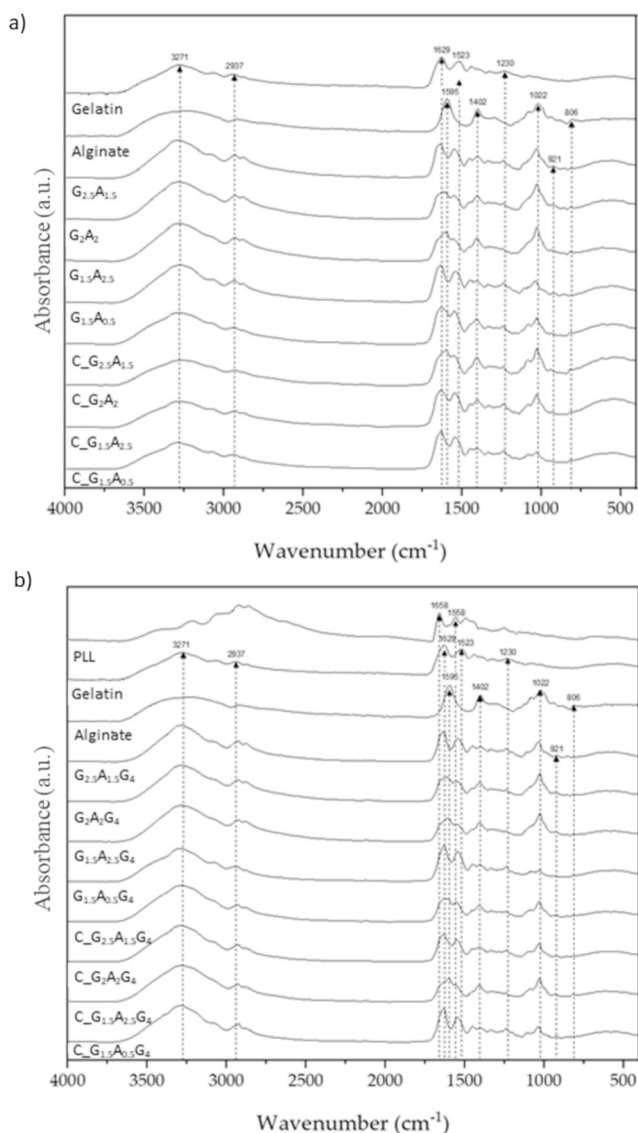 a)
3271
2937
1629
1523
1230
1595
1402
1022
806
921
Gelatin
Alginate
G2.5A1.5
G2A2
G1.5A2.5
G1.5A0.5
C_G2.5A1.5
C_G2A2
C_G1.5A2.5
C_G1.5A0.5
Absorbance (a.u.)
4000 3500 3000 2500 2000 1500 1000 500
Wavenumber (cm-1)
b)
1658
1558
3271
2937
1629
1523
1230
1595
1402
1022
806
921
PLL
Gelatin
Alginate
G2.5A1.5G4
G2A2G4
G1.5A2.5G4
G1.5A0.5G4
C_G2.5A1.5G4
C_G2A2G4
C_G1.5A2.5G4
C_G1.5A0.5G4
Absorbance (a.u.)
4000 3500 3000 2500 2000 1500 1000 500
Wavenumber (cm-1)